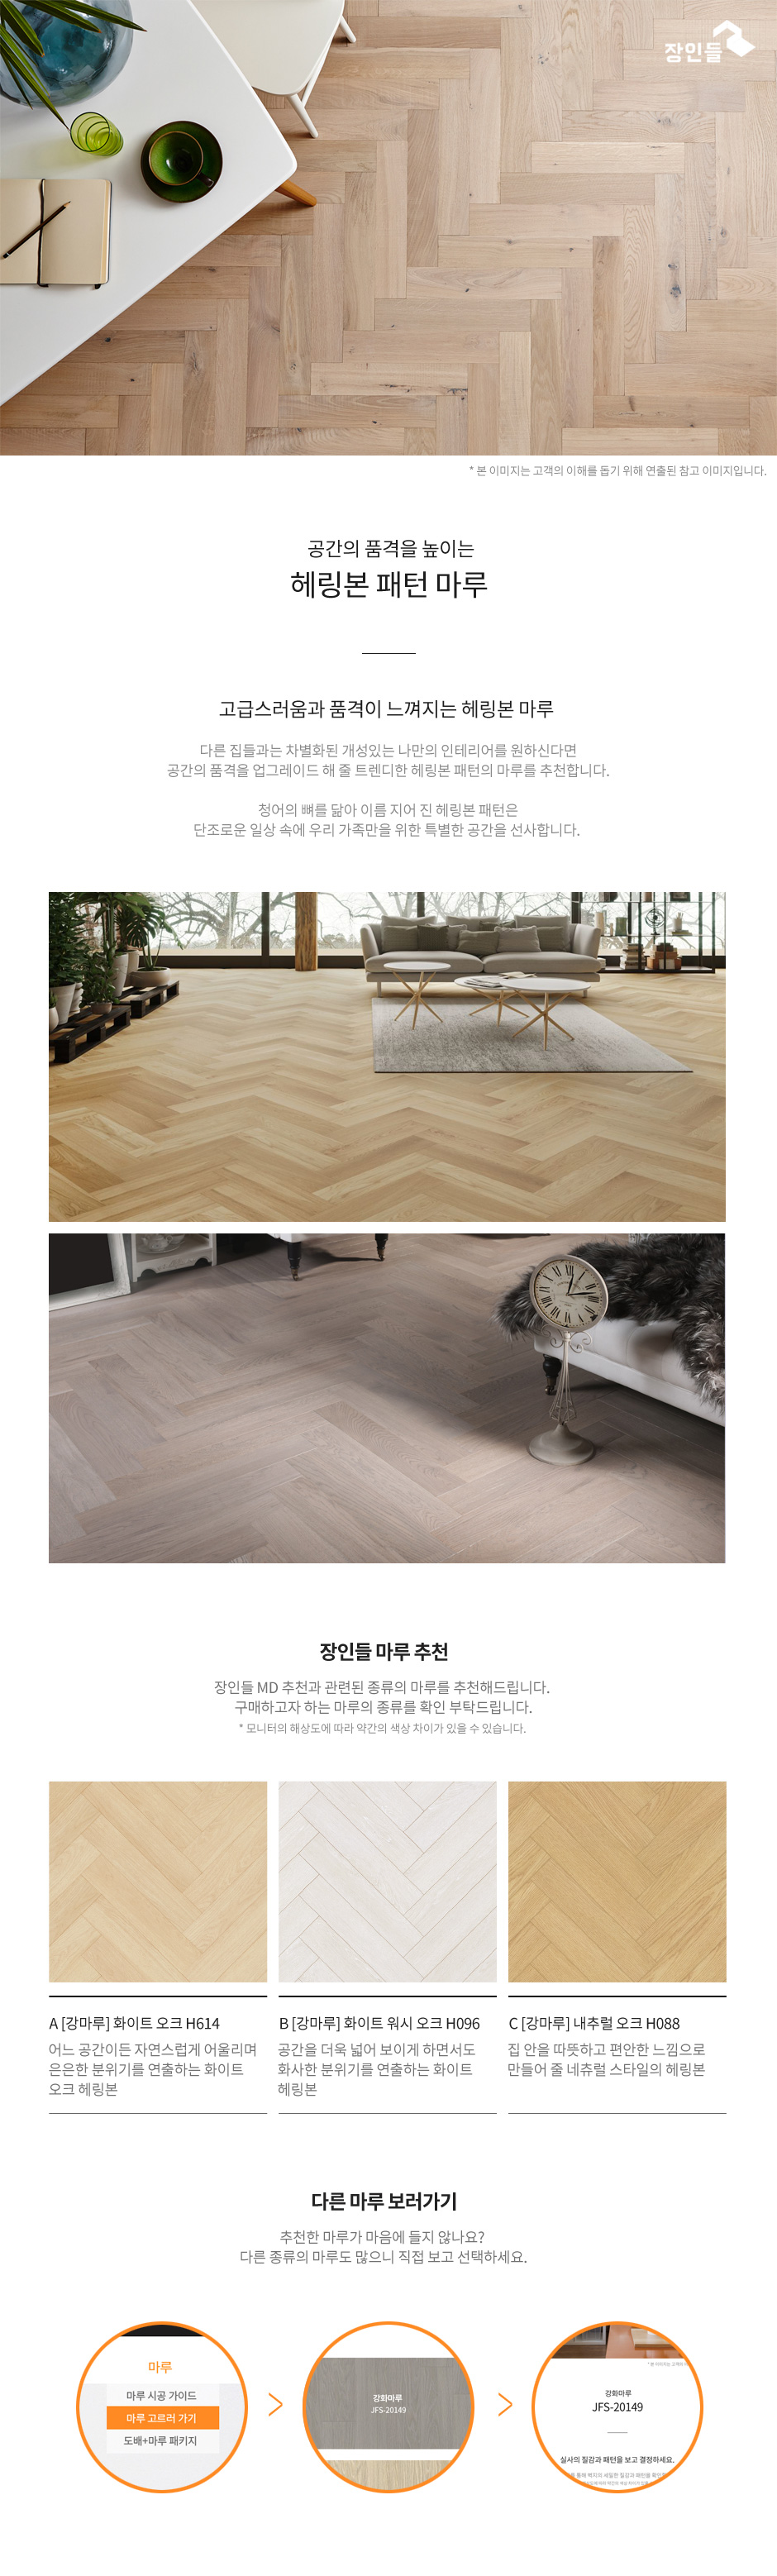 장인들
* 본 이미지는 고객의 이해를 돕기 위해 연출된 참고 이미지입니다.
공간의 품격을 높이는
헤링본 패턴 마루
고급스러움과 품격이 느껴지는 헤링본 마루
다른 집들과는 차별화된 개성있는 나만의 인테리어를 원하신다면
공간의 품격을 업그레이드 해 줄 트렌디한 헤링본 패턴의 마루를 추천합니다.
청어의 뼈를 닮아 이름 지어 진 헤링본 패턴은
단조로운 일상 속에 우리 가족만을 위한 특별한 공간을 선사합니다.
장인들 마루 추천
장인들 MD 추천과 관련된 종류의 마루를 추천해드립니다.
구매하고자 하는 마루의 종류를 확인 부탁드립니다.
* 모니터의 해상도에 따라 약간의 색상 차이가 있을 수 있습니다.
A [강마루] 화이트 오크 H614
어느 공간이든 자연스럽게 어울리며
은은한 분위기를 연출하는 화이트
오크 헤링본
B [강마루] 화이트 워시 오크 H096
공간을 더욱 넓어 보이게 하면서도
화사한 분위기를 연출하는 화이트
헤링본
C [강마루] 내추럴 오크 H088
집 안을 따뜻하고 편안한 느낌으로
만들어 줄 네츄럴 스타일의 헤링본
다른 마루 보러가기
추천한 마루가 마음에 들지 않나요?
다른 종류의 마루도 많으니 직접 보고 선택하세요.
마루
마루 시공 가이드
마루 고르러 가기
도배+마루 패키지
강화마루
JFS-20149
강화마루
JFS-20149
실사의 질감과 패턴을 보고 결정하세요.